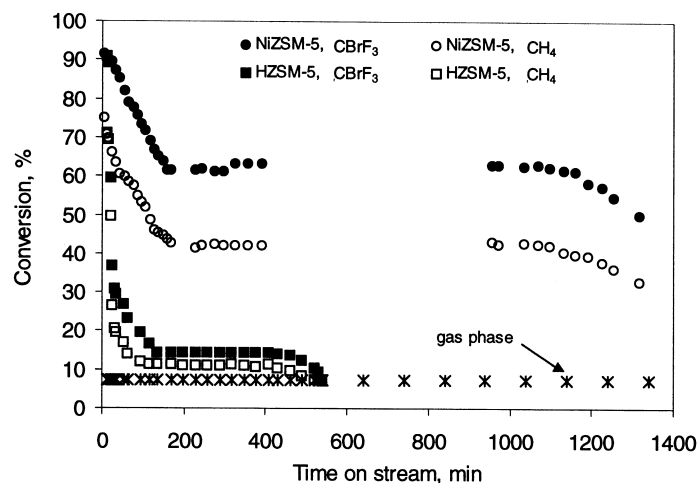 100
90
80
70
60
50
40
30
20
10
0
Conversion, %
NiZSM-5, CBrF₃
NiZSM-5, CH₄
HZSM-5, CBrF₃
HZSM-5, CH₄
gas phase
0 200 400 600 800 1000 1200 1400
Time on stream, min